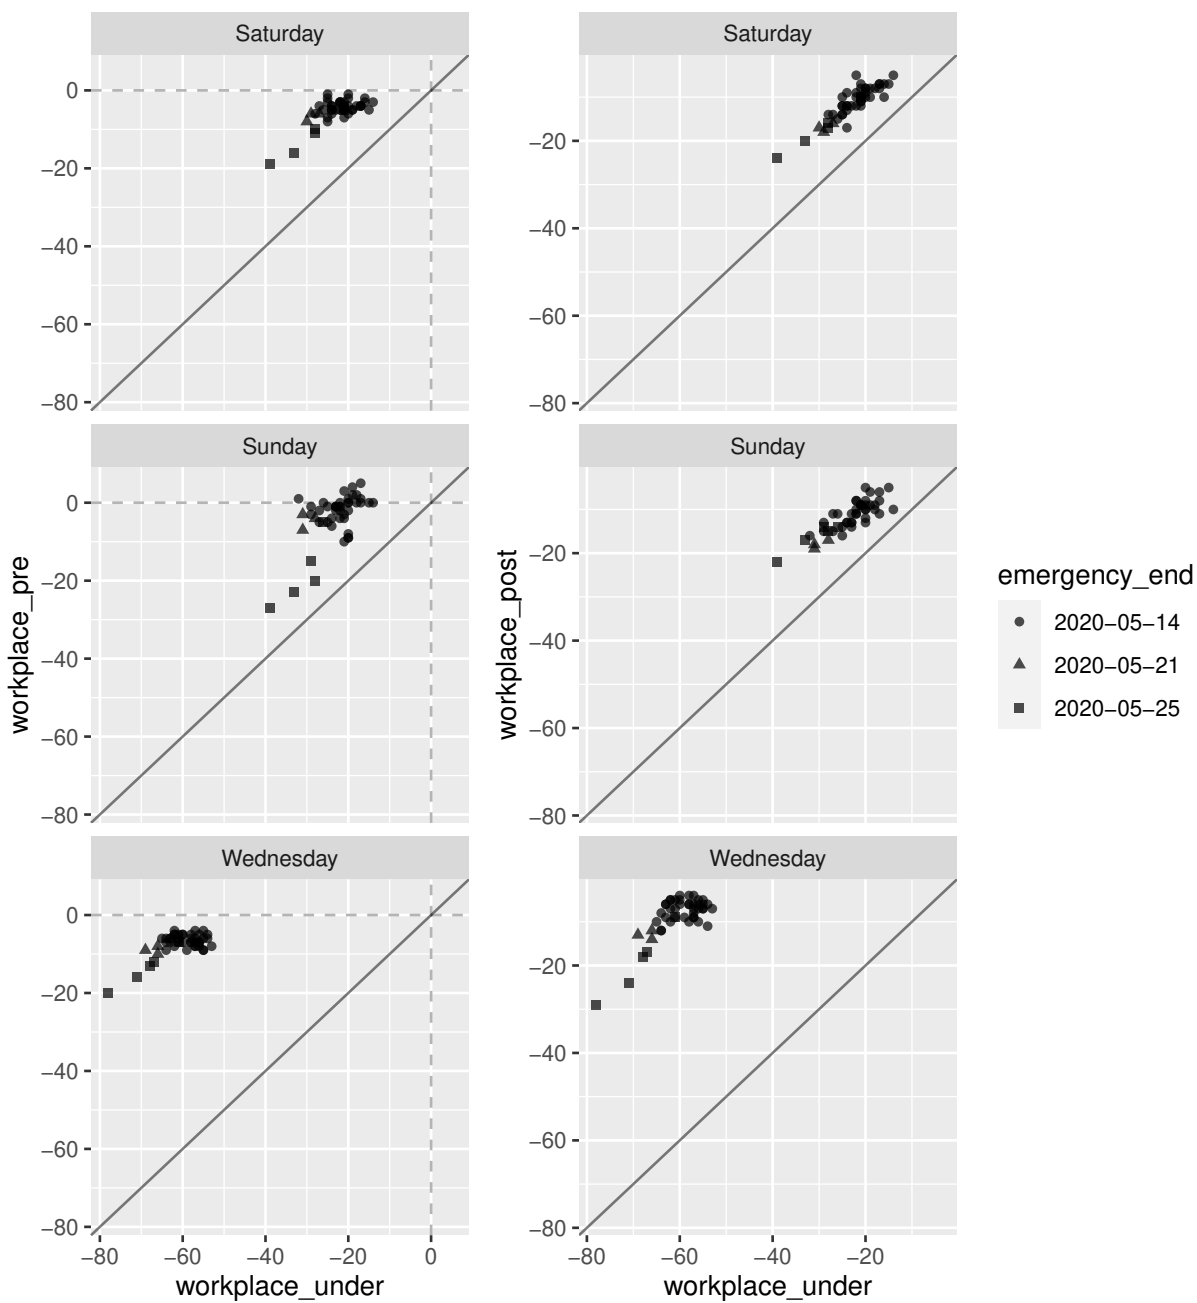 Saturday
0
−20
−40
−60
−80
Sunday
0
−20
−40
−60
−80
Wednesday
0
−20
−40
−60
−80
−80 −60 −40 −20 0
workplace_under
workplace_pre
Saturday
−20
−40
−60
−80
Sunday
−20
−40
−60
−80
Wednesday
−20
−40
−60
−80
−80 −60 −40 −20
workplace_under
workplace_post
emergency_end
2020−05−14
2020−05−21
2020−05−25